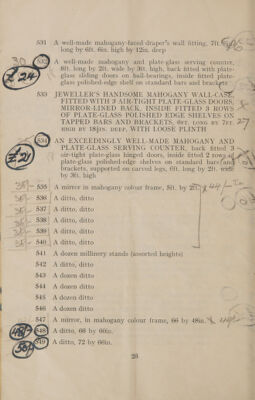 531 A well-made mahogany-faced draper's wall fitting, 7ft.
long by 6ft. 6in. high by 12in. deep
532 A well-made mahogany and plate-glass serving counter,
6ft. long by 2ft. wide by 3ft. high, back fitted with plate-
glass sliding doors on ball-bearings, inside fitted plate-
glass polished-edge shelf on standard bars and brackets
£24
533 JEWELLER'S HANDSOME MAHOGANY WALL-CASE,
FITTED WITH 3 AIR-TIGHT PLATE-GLASS DOORS,
MIRROR-LINED BACK, INSIDE FITTED 3 ROWS
OF PLATE-GLASS POLISHED EDGE SHELVES ON
TAPPED BARS AND BRACKETS, 6FT. LONG BY 7FT.
HIGH BY 18INS. DEEP, WITH LOOSE PLINTH
27
534 AN EXCEEDINGLY WELL-MADE MAHOGANY AND
PLATE-GLASS SERVING COUNTER, back fitted 3
air-tight plate-glass hinged doors, inside fitted 2 rows of
plate-glass polished-edge shelves on standard bars and
brackets, supported on carved legs, 6ft. long by 2ft. wide
by 3ft. high
£21
535 A mirror in mahogany colour frame, 5ft. by
536 A ditto, ditto
537 A ditto, ditto
538 A ditto, ditto
539 A ditto, ditto
540 A ditto, ditto
541 A dozen millinery stands (assorted heights)
542 A ditto, ditto
543 A dozen ditto
544 A dozen ditto
545 A dozen ditto
546 A dozen ditto
547 A mirror, in mahogany colour frame, 66 by 48in.
548 A ditto, 66 by 60in.
549 A ditto, 72 by 66in.